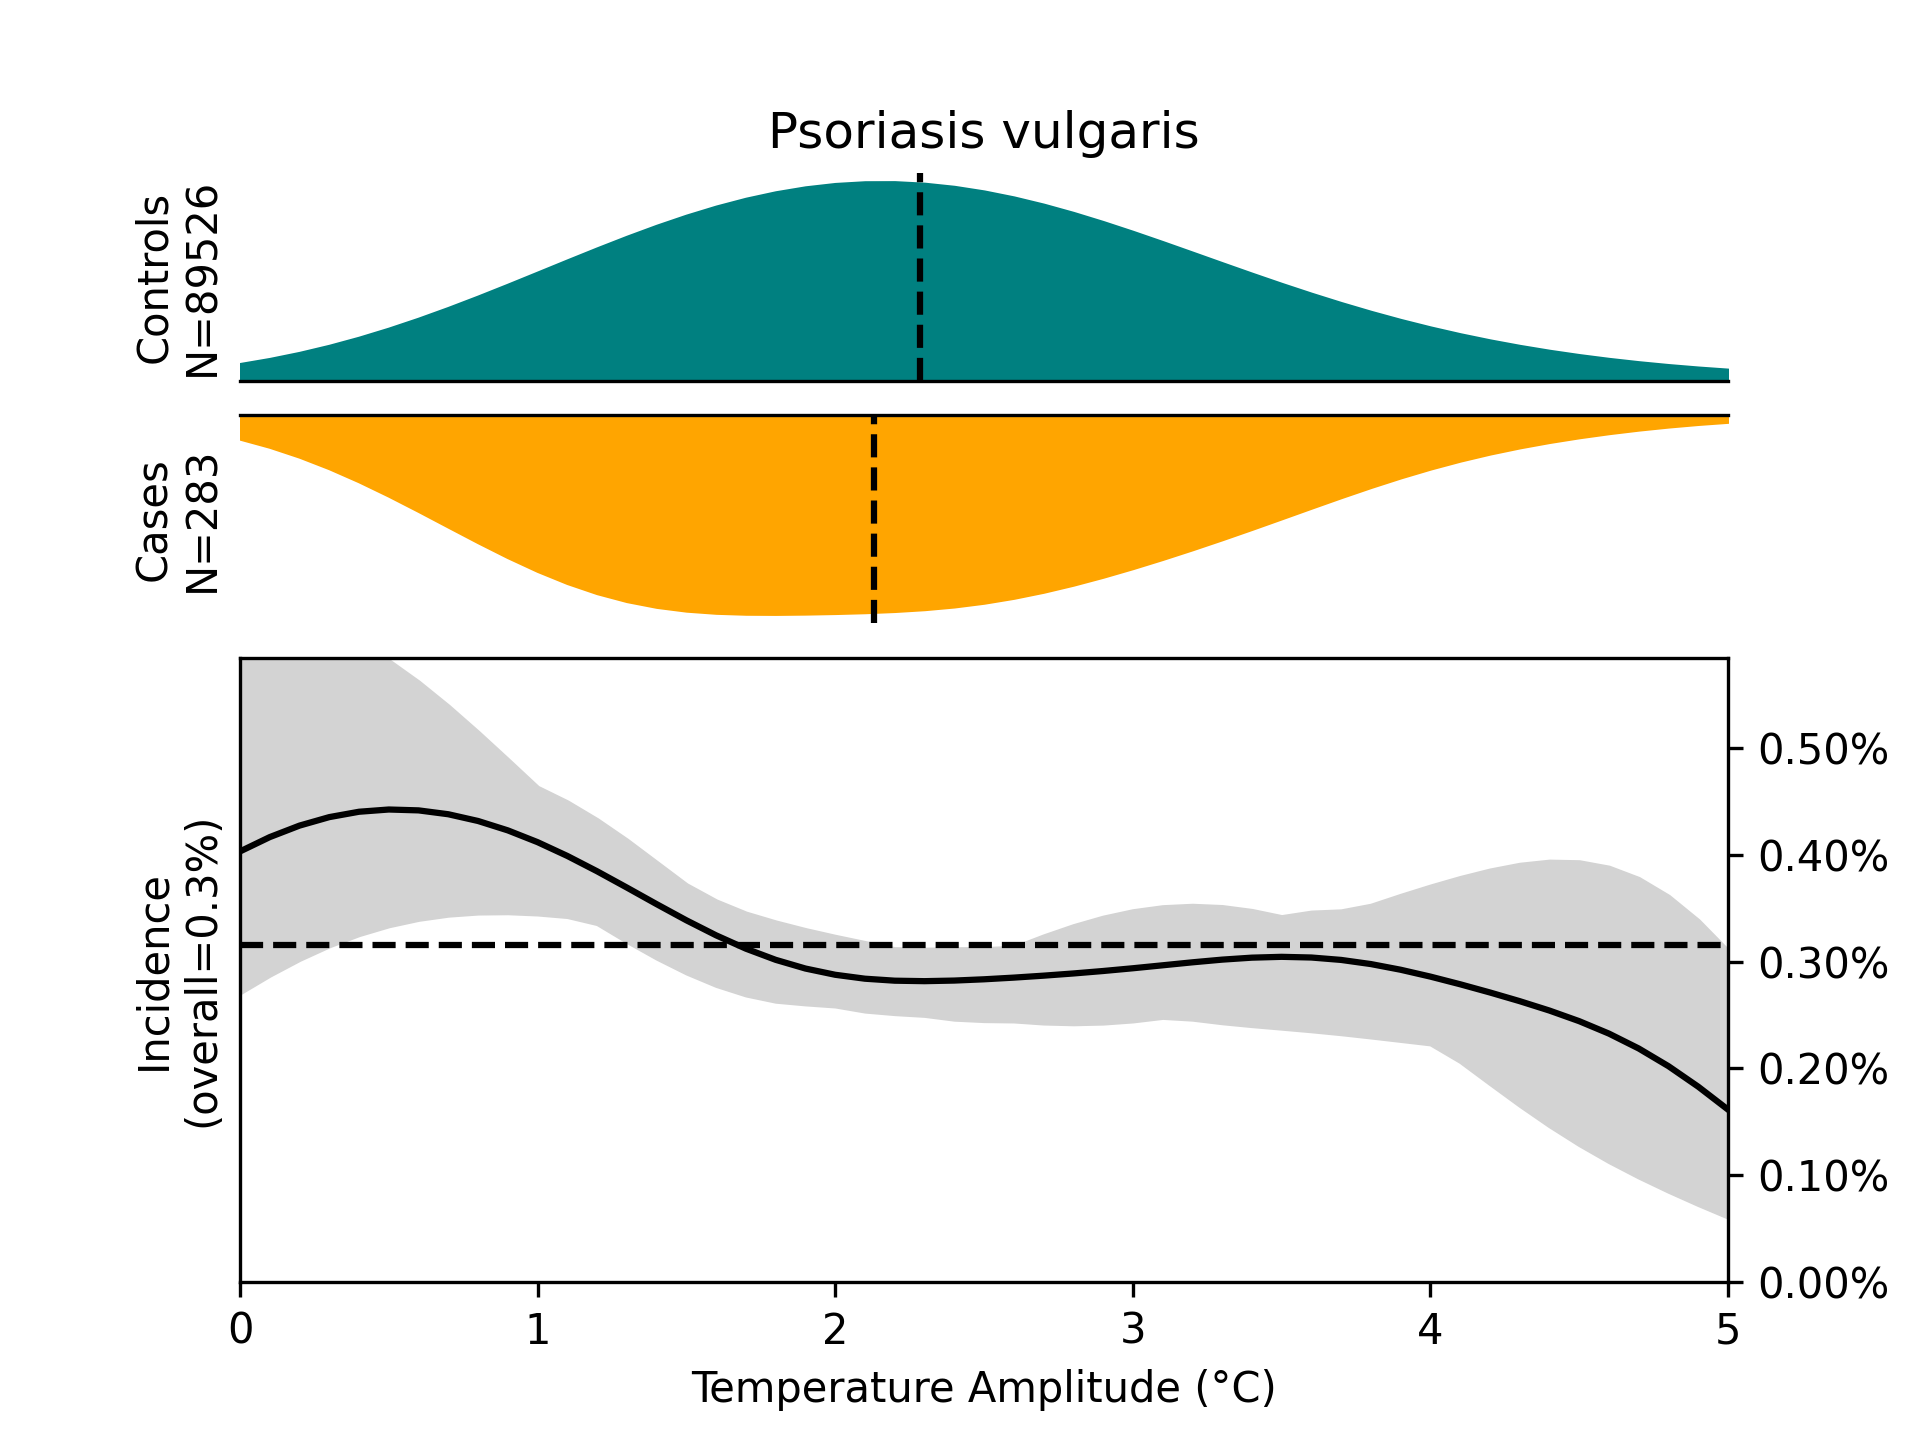 Psoriasis vulgaris
Controls
N=89526
Cases
N=283
Incidence
(overall=0.3%)
0.50%
0.40%
0.30%
0.20%
0.10%
0.00%
0 1 2 3 4 5
Temperature Amplitude (°C)